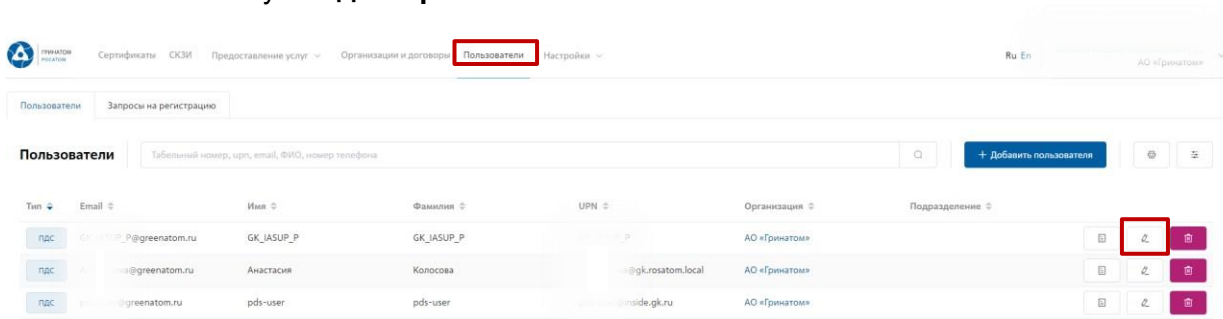 ГРИНАТОМ
РОСАТОМ
Сертификаты СКЗИ Предоставление услуг Организации и договоры Пользователи Настройки Ru En АО «Гринатом»
Пользователи Запросы на регистрацию
Пользователи Табельный номер, upn, email, ФИО, номер телефона + Добавить пользователя
Тип Email Имя Фамилия UPN Организация Подразделение
пдс _P@greenatom.ru GK_IASUP_P GK_IASUP_P АО «Гринатом»
пдс @greenatom.ru Анастасия Колосова @gk.rosatom.local АО «Гринатом»
пдс @greenatom.ru pds-user pds-user inside.gk.ru АО «Гринатом»